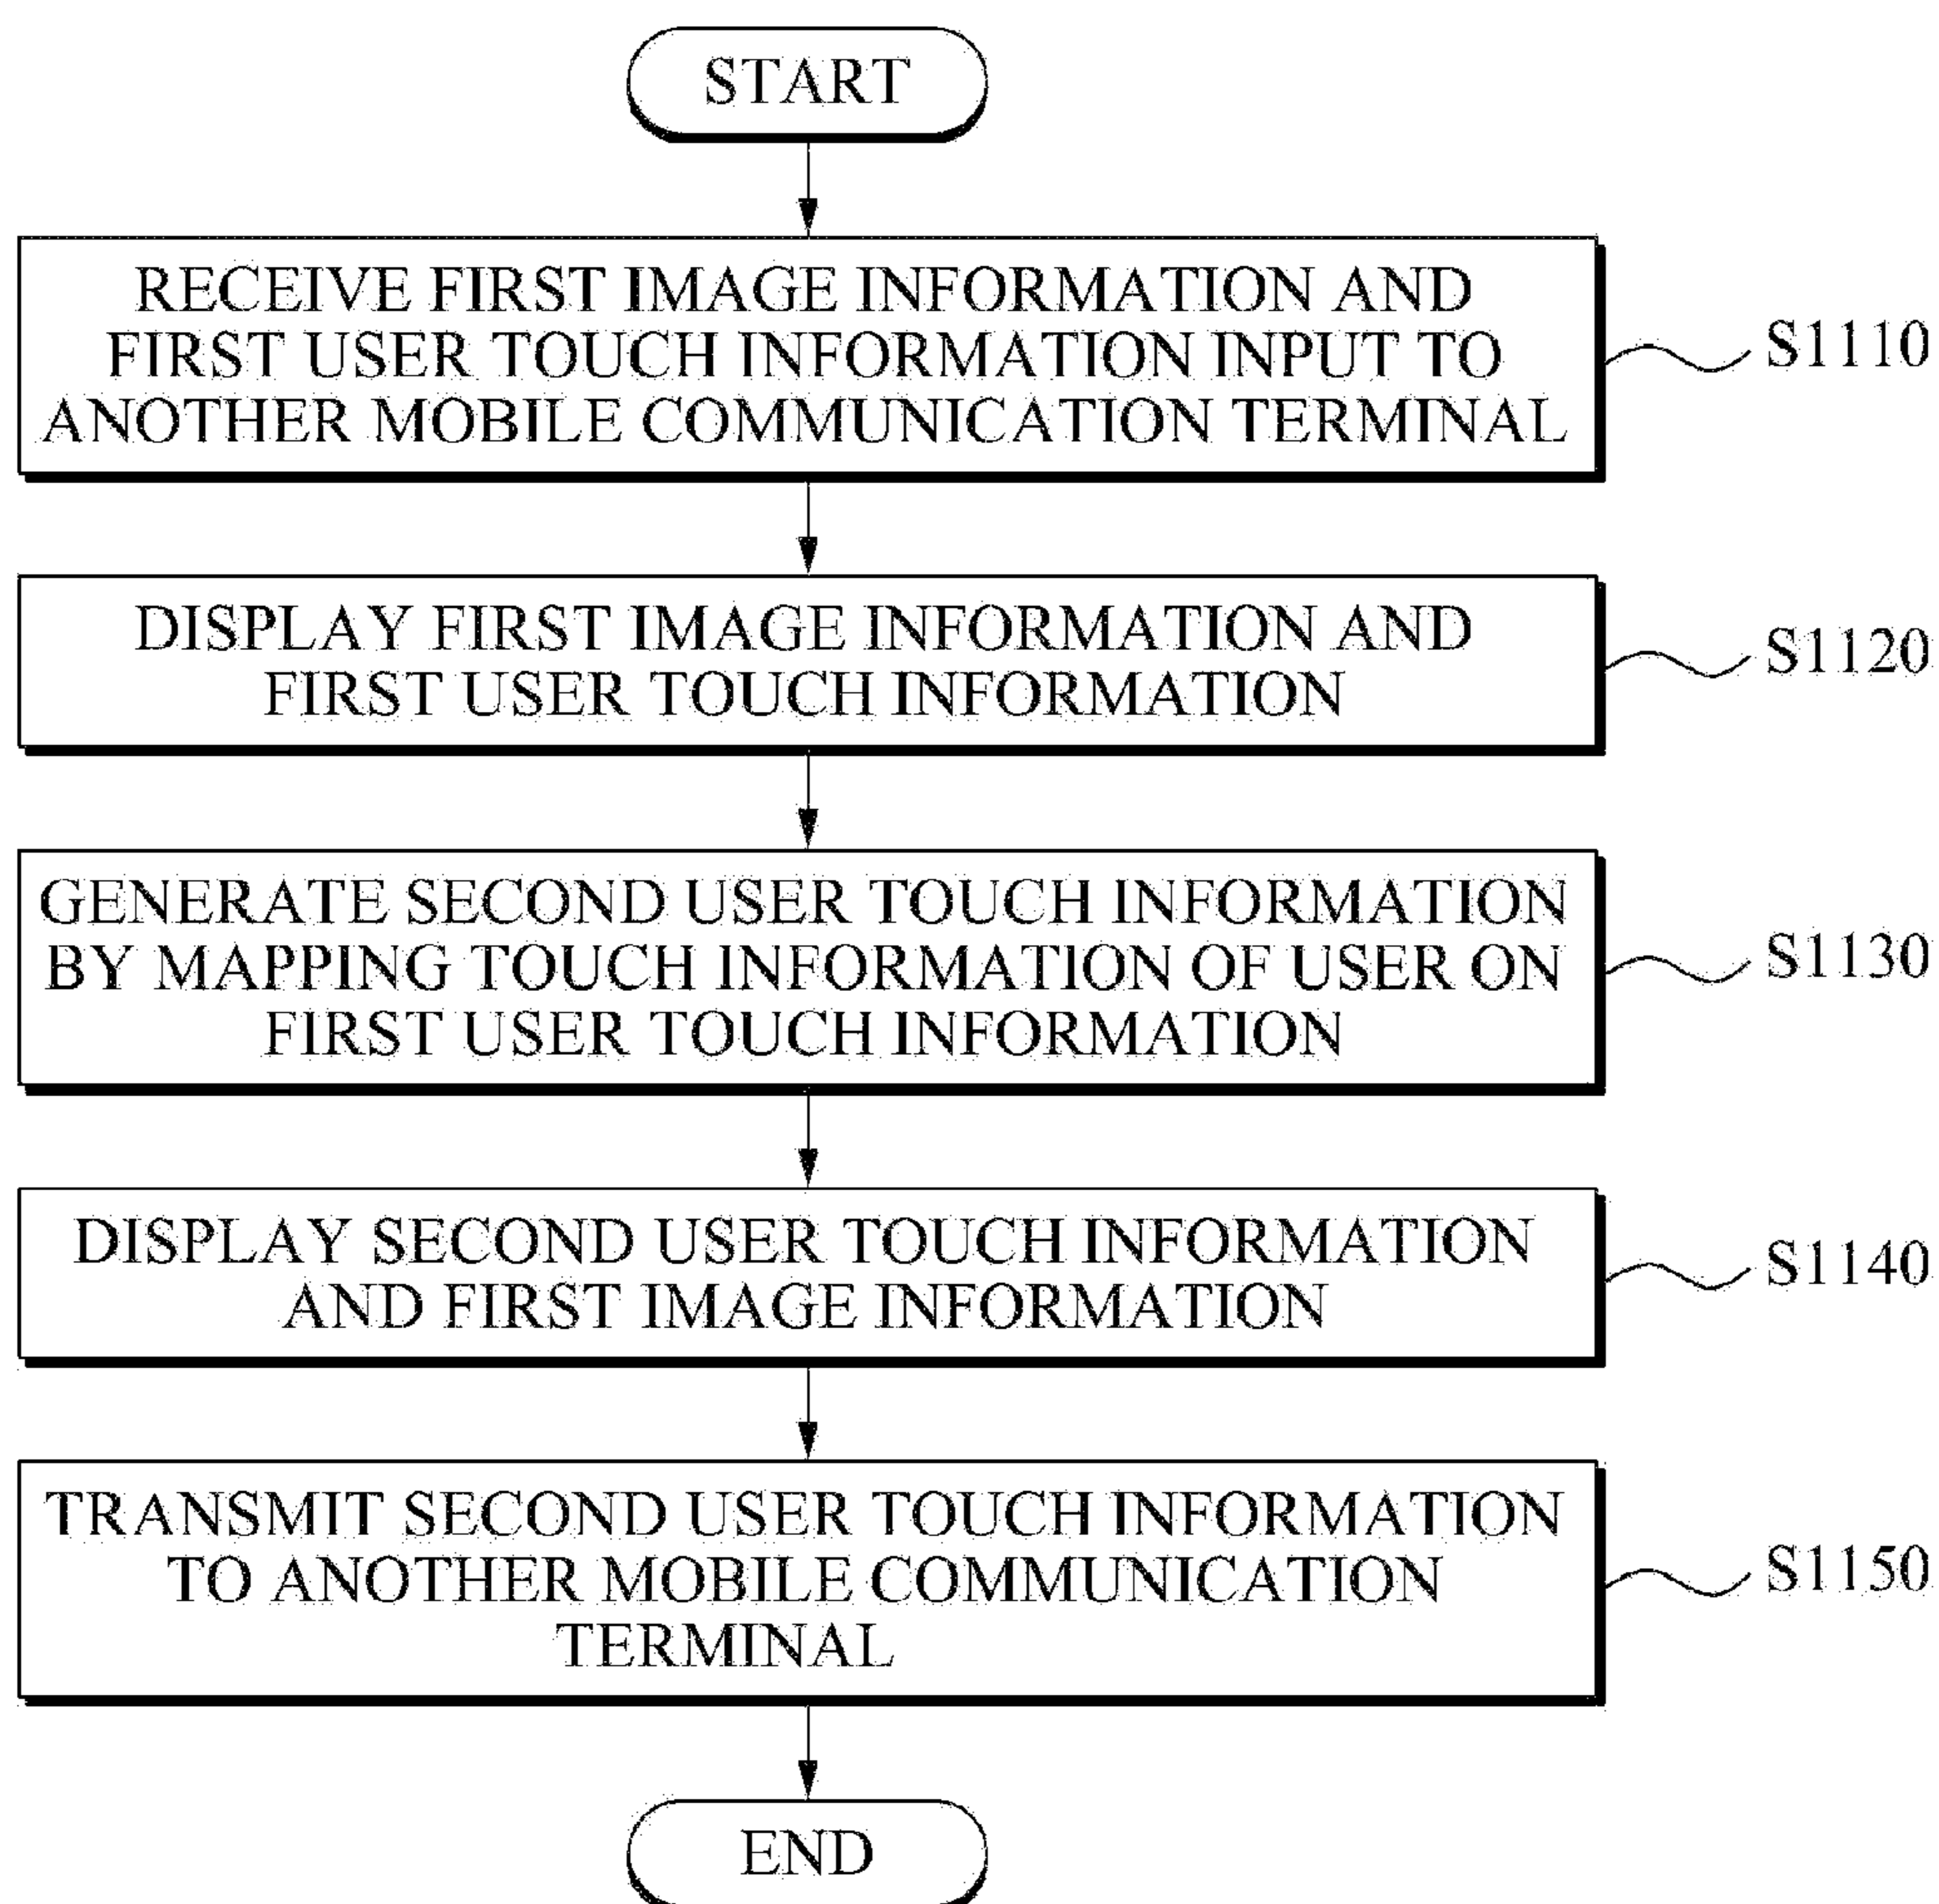 START
RECEIVE FIRST IMAGE INFORMATION AND
FIRST USER TOUCH INFORMATION INPUT TO
ANOTHER MOBILE COMMUNICATION TERMINAL
S1110
DISPLAY FIRST IMAGE INFORMATION AND
FIRST USER TOUCH INFORMATION
S1120
GENERATE SECOND USER TOUCH INFORMATION
BY MAPPING TOUCH INFORMATION OF USER ON
FIRST USER TOUCH INFORMATION
S1130
DISPLAY SECOND USER TOUCH INFORMATION
AND FIRST IMAGE INFORMATION
S1140
TRANSMIT SECOND USER TOUCH INFORMATION
TO ANOTHER MOBILE COMMUNICATION
TERMINAL
S1150
END